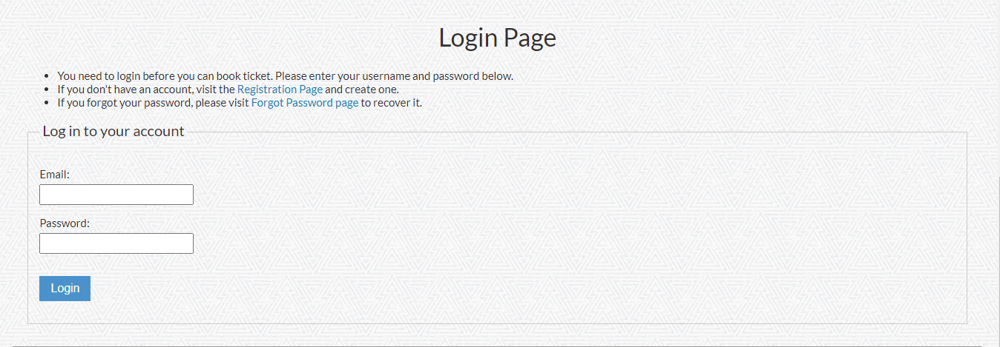 Login Page
You need to login before you can book ticket. Please enter your username and password below.
If you don't have an account, visit the Registration Page and create one.
If you forgot your password, please visit Forgot Password page to recover it.
Log in to your account
Email:
Password:
Login